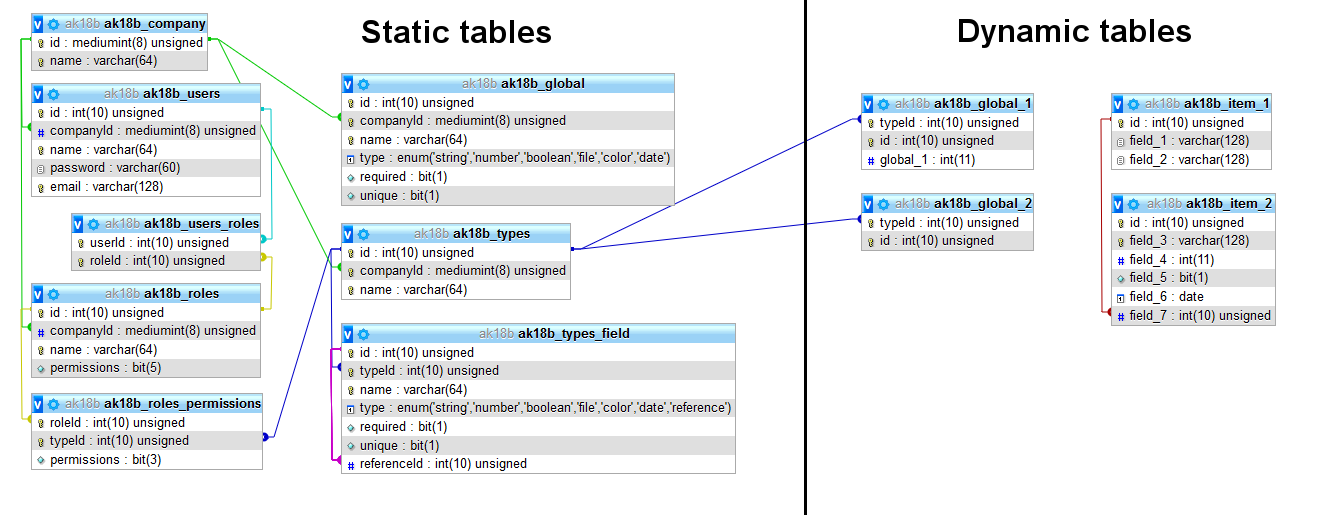 Static tables
Dynamic tables
v ak18b ak18b_company
id : mediumint(8) unsigned
name : varchar(64)
v ak18b ak18b_users
id : int(10) unsigned
# companyId : mediumint(8) unsigned
name : varchar(64)
password : varchar(60)
email : varchar(128)
v ak18b ak18b_users_roles
userId : int(10) unsigned
roleId : int(10) unsigned
v ak18b ak18b_roles
id : int(10) unsigned
# companyId : mediumint(8) unsigned
name : varchar(64)
permissions : bit(5)
v ak18b ak18b_roles_permissions
roleId : int(10) unsigned
typeId : int(10) unsigned
permissions : bit(3)
v ak18b ak18b_global
id : int(10) unsigned
companyId : mediumint(8) unsigned
name : varchar(64)
type : enum('string','number','boolean','file','color','date')
required : bit(1)
unique : bit(1)
v ak18b ak18b_types
id : int(10) unsigned
companyId : mediumint(8) unsigned
name : varchar(64)
v ak18b ak18b_types_field
id : int(10) unsigned
typeId : int(10) unsigned
name : varchar(64)
type : enum('string','number','boolean','file','color','date','reference')
required : bit(1)
unique : bit(1)
# referenceId : int(10) unsigned
v ak18b ak18b_global_1
typeId : int(10) unsigned
id : int(10) unsigned
# global_1 : int(11)
v ak18b ak18b_global_2
typeId : int(10) unsigned
id : int(10) unsigned
v ak18b ak18b_item_1
id : int(10) unsigned
field_1 : varchar(128)
field_2 : varchar(128)
v ak18b ak18b_item_2
id : int(10) unsigned
field_3 : varchar(128)
# field_4 : int(11)
field_5 : bit(1)
field_6 : date
# field_7 : int(10) unsigned